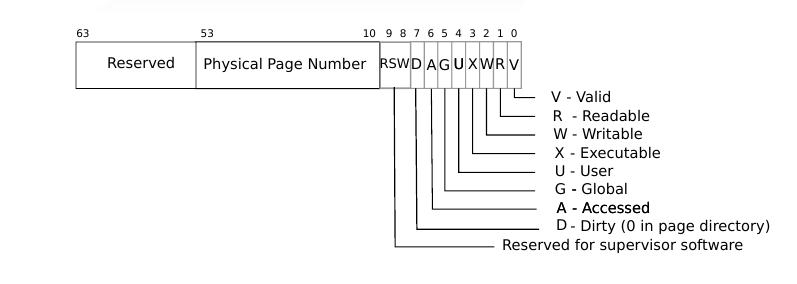 63 53 10 9 8 7 6 5 4 3 2 1 0
Reserved Physical Page Number RSW D A G U X W R V
V - Valid
R - Readable
W - Writable
X - Executable
U - User
G - Global
A - Accessed
D - Dirty (0 in page directory)
Reserved for supervisor software